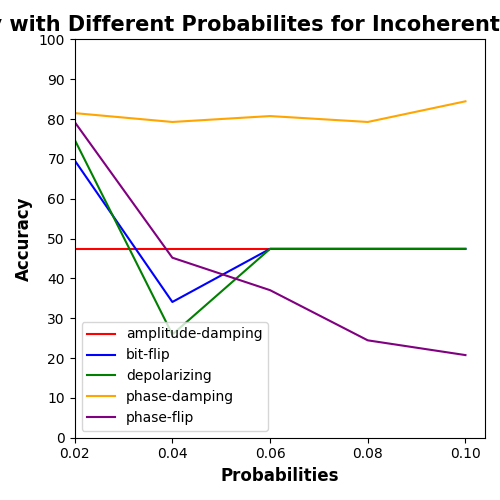 with Different Probabilites for Incoherent
100
90
80
70
60
50
40
30
20
10
0
Accuracy
amplitude-damping
bit-flip
depolarizing
phase-damping
phase-flip
0.02 0.04 0.06 0.08 0.10
Probabilities